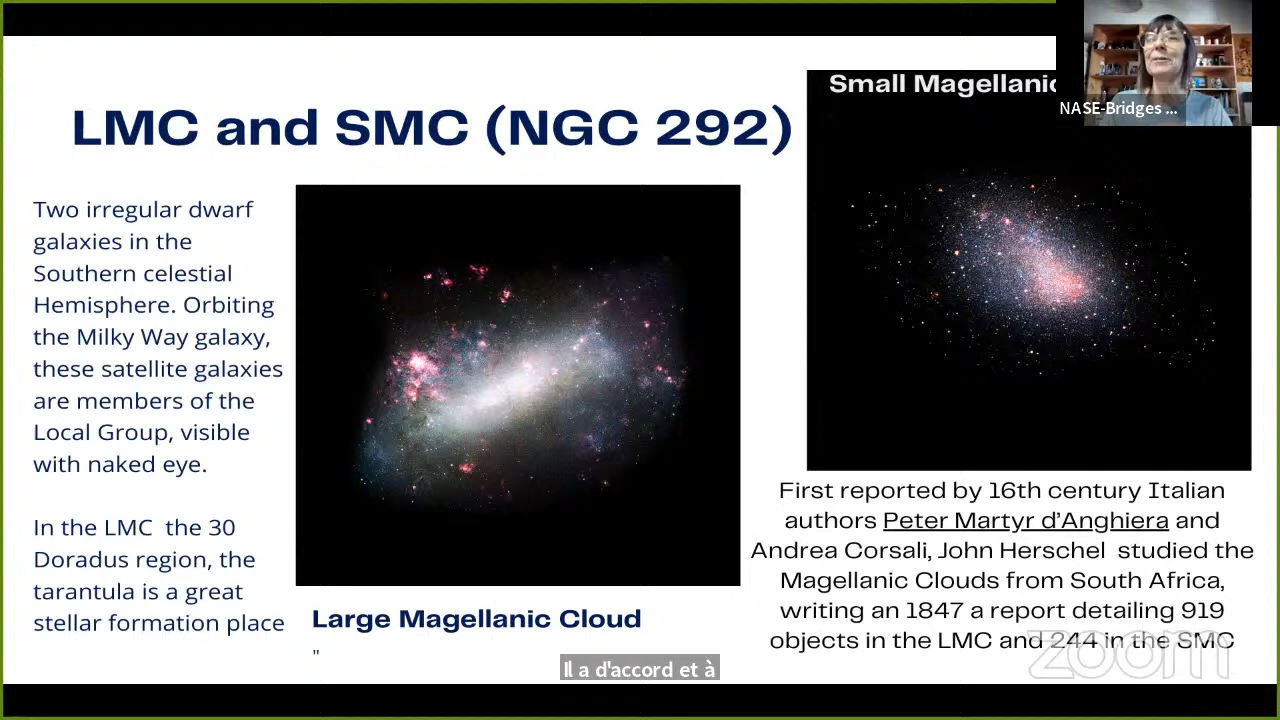 Small Magellanic
NASE-Bridges ...
LMC and SMC (NGC 292)
Two irregular dwarf
galaxies in the
Southern celestial
Hemisphere. Orbiting
the Milky Way galaxy,
these satellite galaxies
are members of the
Local Group, visible
with naked eye.
In the LMC the 30
Doradus region, the
tarantula is a great
stellar formation place
Large Magellanic Cloud
"
First reported by 16th century Italian
authors Peter Martyr d’Anghiera and
Andrea Corsali, John Herschel studied the
Magellanic Clouds from South Africa,
writing an 1847 a report detailing 919
objects in the LMC and 244 in the SMC
zoom
Il a d'accord et à